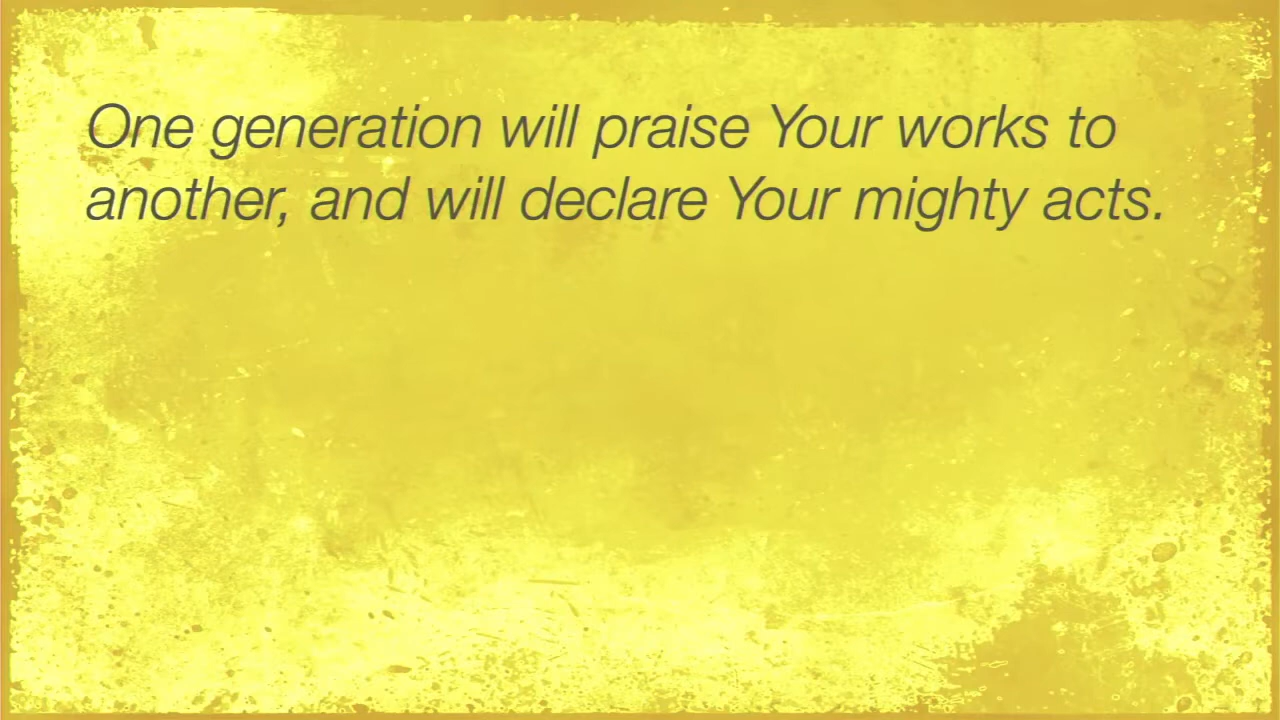 One generation will praise Your works to
another, and will declare Your mighty acts.